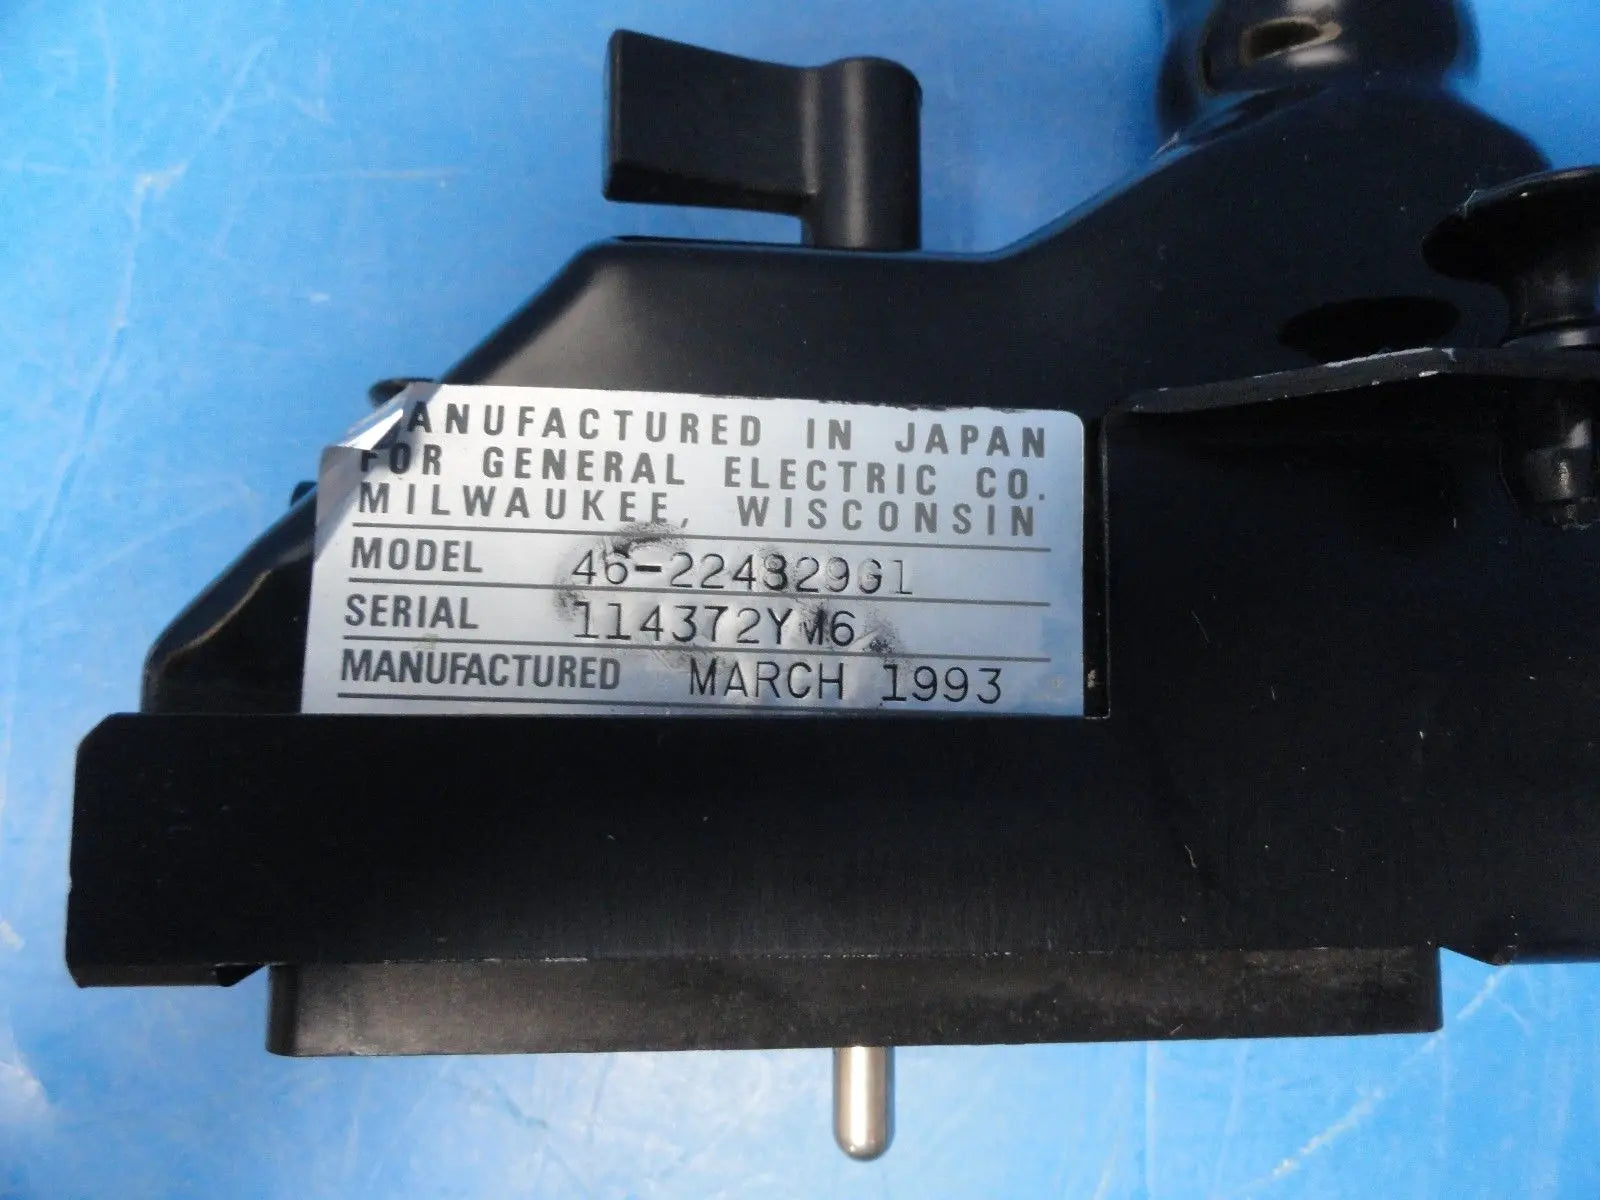 MANUFACTURED IN JAPAN
FOR GENERAL ELECTRIC CO.
MILWAUKEE, WISCONSIN
MODEL 46-224829G1
SERIAL 114372YM6
MANUFACTURED MARCH 1993